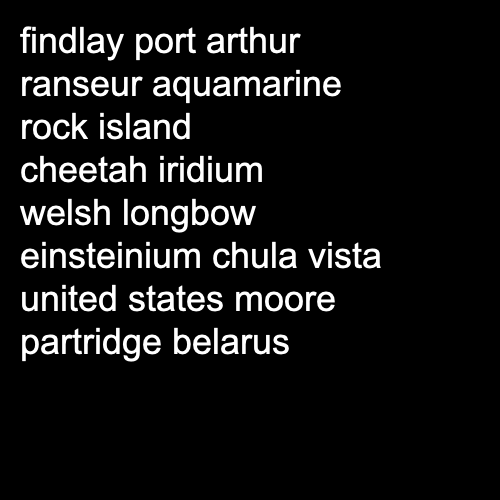 findlay port arthur
ranseur aquamarine
rock island
cheetah iridium
welsh longbow
einsteinium chula vista
united states moore
partridge belarus